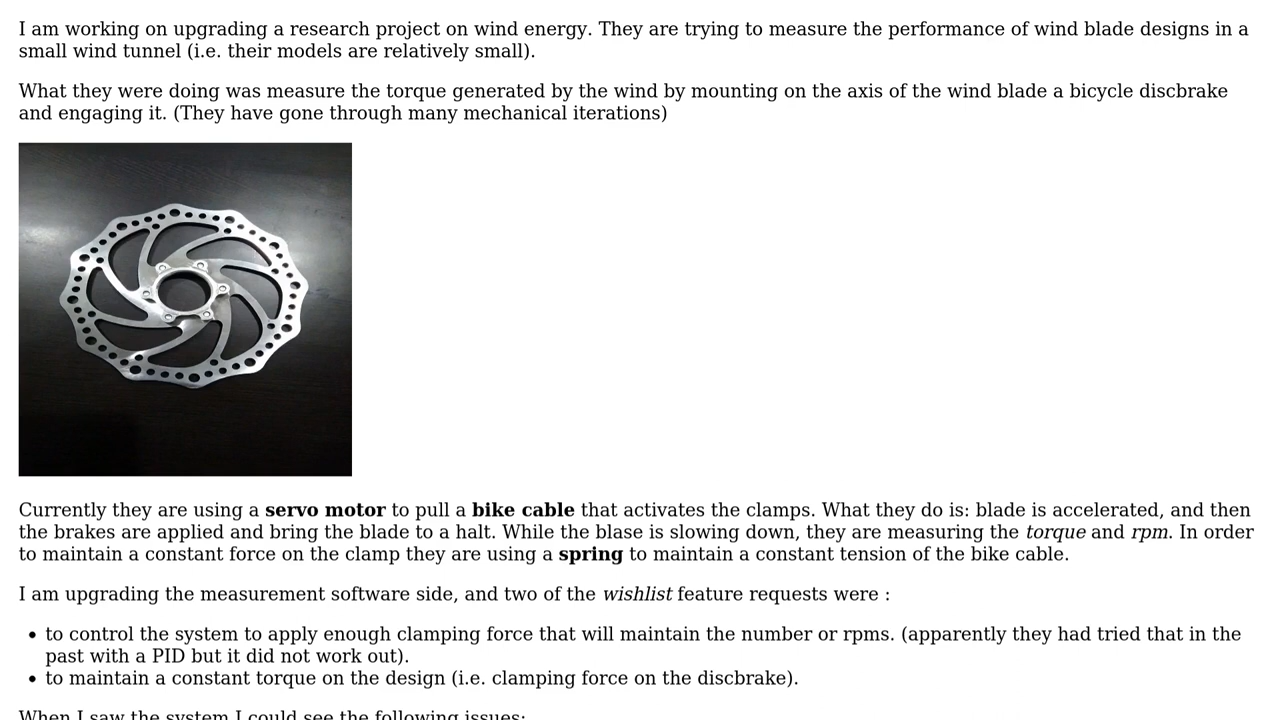 I am working on upgrading a research project on wind energy. They are trying to measure the performance of wind blade designs in a
small wind tunnel (i.e. their models are relatively small).
What they were doing was measure the torque generated by the wind by mounting on the axis of the wind blade a bicycle discbrake
and engaging it. (They have gone through many mechanical iterations)
Currently they are using a servo motor to pull a bike cable that activates the clamps. What they do is: blade is accelerated, and then
the brakes are applied and bring the blade to a halt. While the blase is slowing down, they are measuring the torque and rpm. In order
to maintain a constant force on the clamp they are using a spring to maintain a constant tension of the bike cable.
I am upgrading the measurement software side, and two of the wishlist feature requests were :
• to control the system to apply enough clamping force that will maintain the number or rpms. (apparently they had tried that in the
past with a PID but it did not work out).
• to maintain a constant torque on the design (i.e. clamping force on the discbrake).
When I saw the system I could see the following issues: